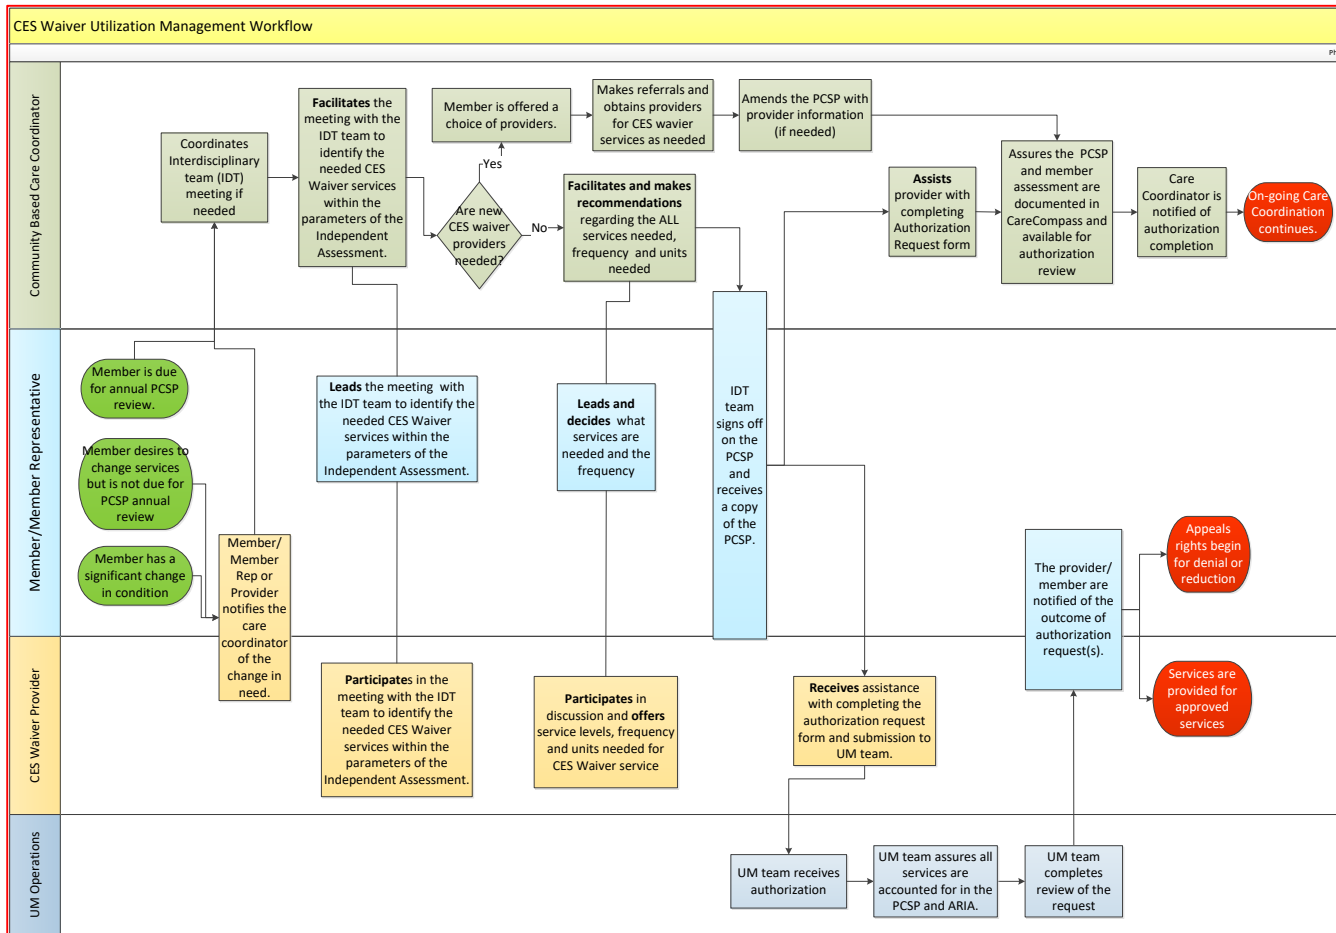 CES Waiver Utilization Management Workflow
Ph
Community Based Care Coordinator
Coordinates
Interdisciplinary
team (IDT)
meeting if
needed
Facilitates the
meeting with the
IDT team to
identify the
needed CES
Waiver services
within the
parameters of the
Independent
Assessment.
Member is offered a
choice of providers.
Yes
Are new
CES waiver
providers
needed?
No
Makes referrals and
obtains providers
for CES wavier
services as needed
Amends the PCSP with
provider information
(if needed)
Facilitates and makes
recommendations
regarding the ALL
services needed,
frequency and units
needed
Assists
provider with
completing
Authorization
Request form
Assures the PCSP
and member
assessment are
documented in
CareCompass and
available for
authorization
review
Care
Coordinator is
notified of
authorization
completion
On-going Care
Coordination
continues.
Member/Member Representative
Member is due
for annual PCSP
review.
Member desires to
change services
but is not due for
PCSP annual
review
Member has a
significant change
in condition
Member/
Member
Rep or
Provider
notifies the
care
coordinator
of the
change in
need.
Leads the meeting with
the IDT team to identify the
needed CES Waiver
services within the
parameters of the
Independent Assessment.
Leads and
decides what
services are
needed and the
frequency
IDT
team
signs off
on the
PCSP
and
receives
a copy
of the
PCSP.
The provider/
member are
notified of the
outcome of
authorization
request(s).
Appeals
rights begin
for denial or
reduction
CES Waiver Provider
Participates in the
meeting with the IDT
team to identify the
needed CES Waiver
services within the
parameters of the
Independent Assessment.
Participates in
discussion and offers
service levels, frequency
and units needed for
CES Waiver service
Receives assistance
with completing the
authorization request
form and submission to
UM team.
Services are
provided for
approved
services
UM Operations
UM team receives
authorization
UM team assures all
services are
accounted for in the
PCSP and ARIA.
UM team
completes
review of the
request